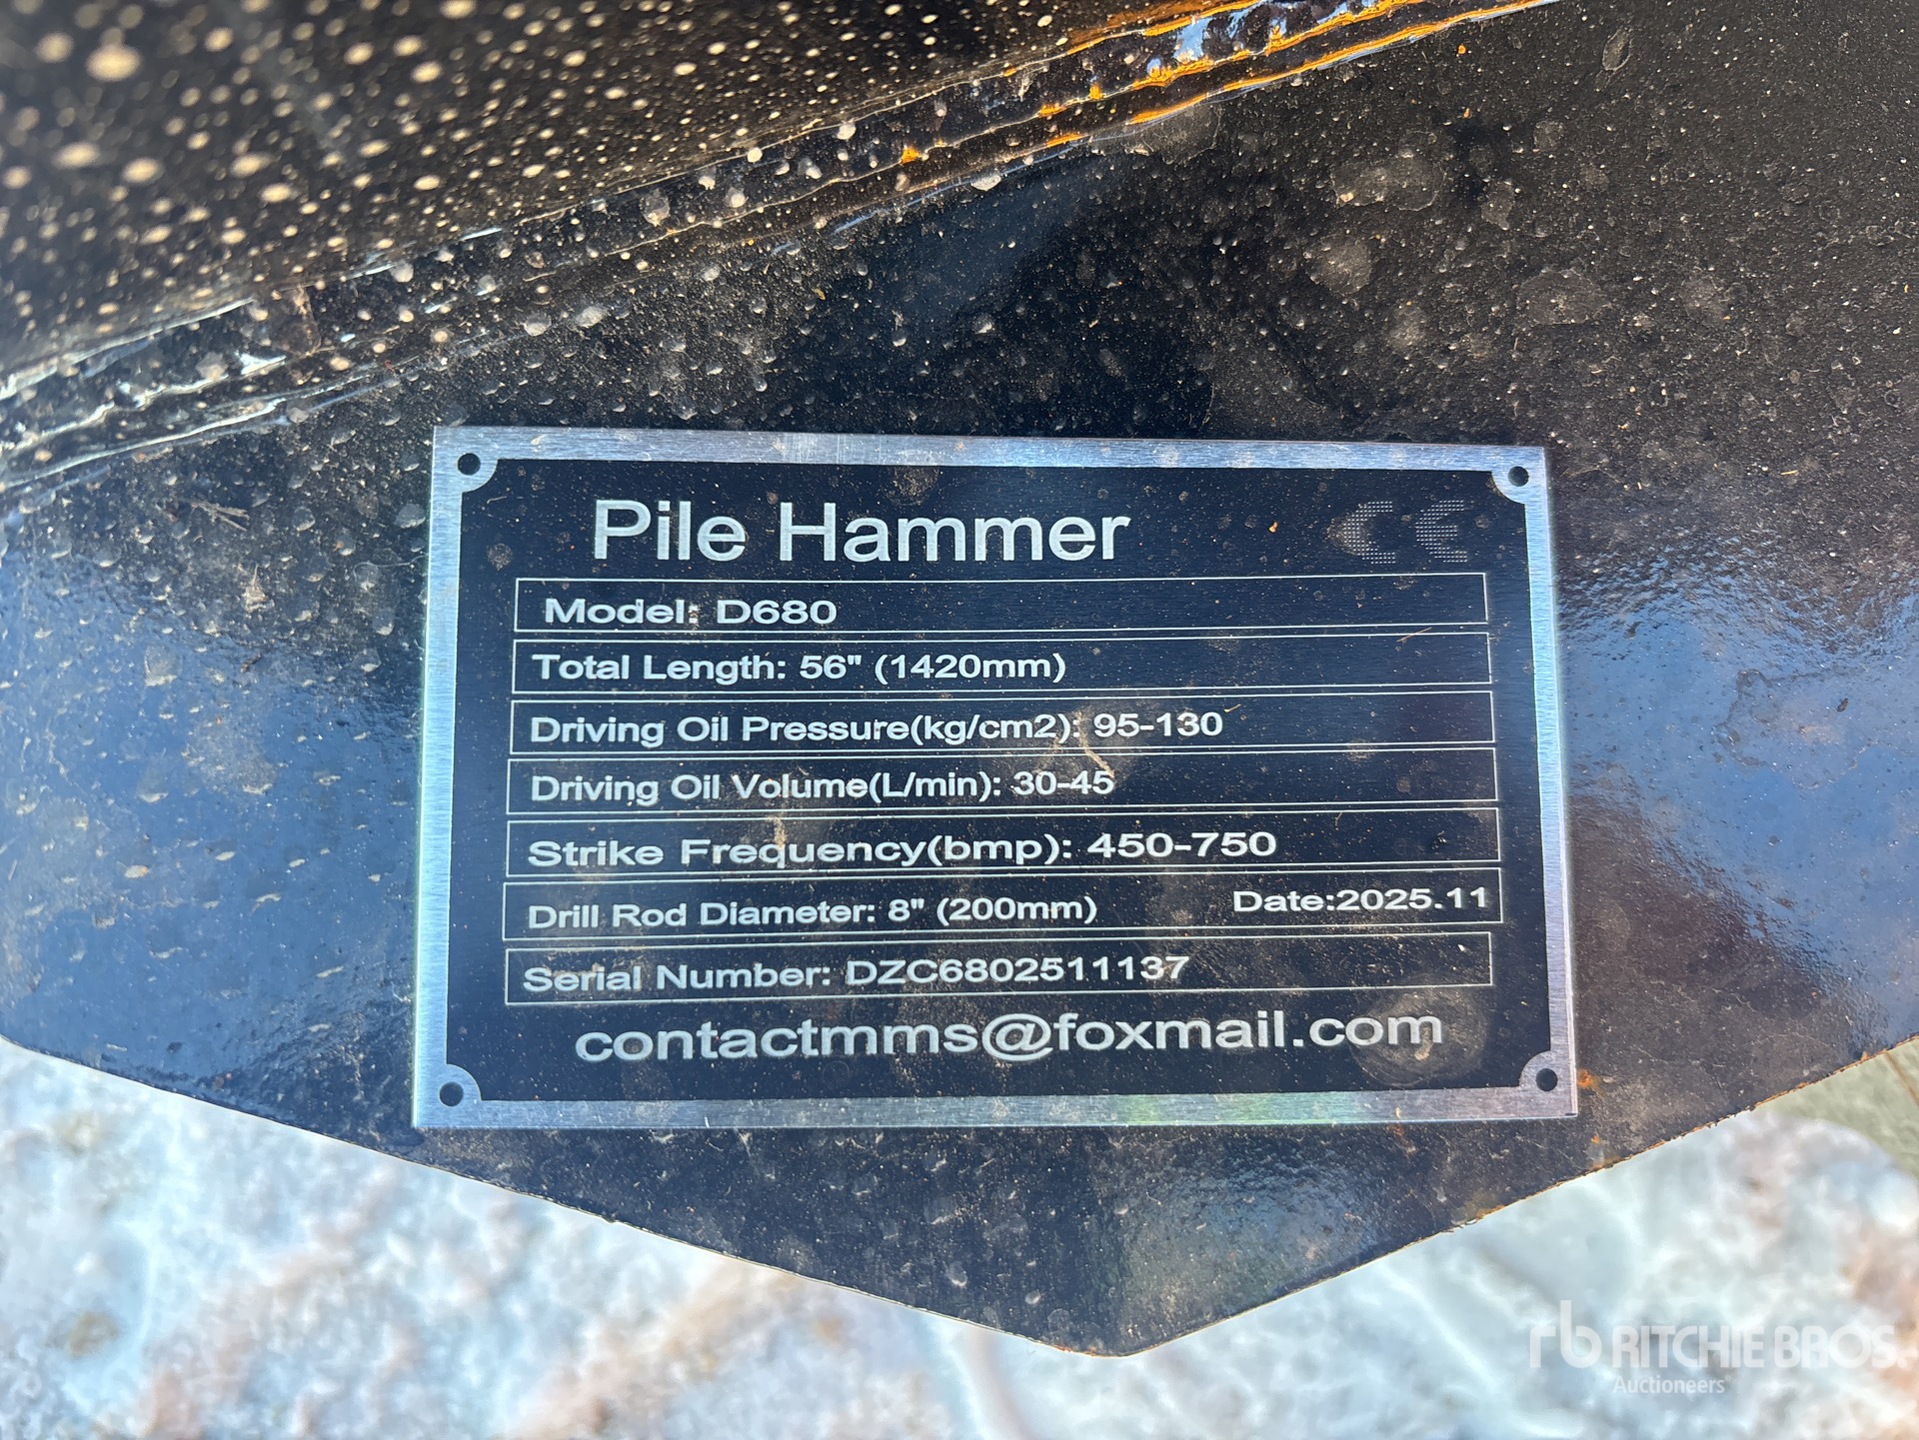 Pile Hammer CE
Model: D680
Total Length: 56" (1420mm)
Driving Oil Pressure(kg/cm2): 95-130
Driving Oil Volume(L/min): 30-45
Strike Frequency(bmp): 450-750
Drill Rod Diameter: 8" (200mm) Date:2025.11
Serial Number: DZC6802511137
contactmms@foxmail.com
rb RITCHIE BROS.
Auctioneers